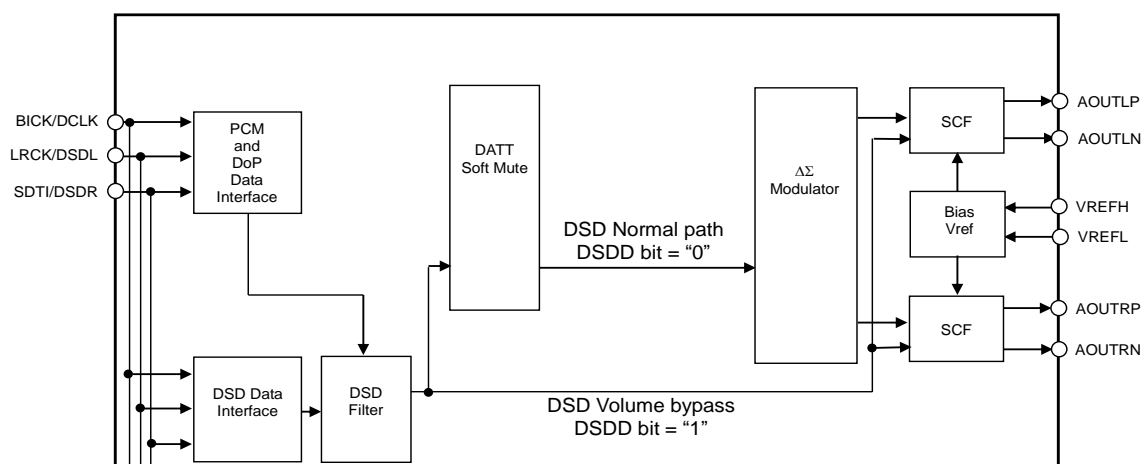 BICK/DCLK
LRCK/DSDL
SDTI/DSDR
PCM
and
DoP
Data
Interface
DATT
Soft Mute
ΔΣ
Modulator
SCF
AOUTLP
AOUTLN
Bias
Vref
VREFH
VREFL
DSD Normal path
DSDD bit = “0”
SCF
AOUTRP
AOUTRN
DSD Data
Interface
DSD
Filter
DSD Volume bypass
DSDD bit = “1”